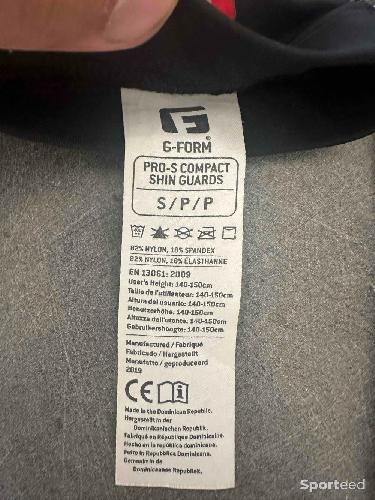 G-FORM
PRO-S COMPACT
SHIN GUARDS
S/P/P
82% NYLON, 18% SPANDEX
82% NYLON, 18% ELASTHANNE
EN 13061: 2009
User's Height: 140-150cm
Taille de l'utilisateur: 140-150cm
Altura del usuario: 140-150cm
Benutzerhöhe: 140-150cm
Altezza dell'utente: 140-150cm
Gebruikershoogte: 140-150cm
Manufactured / Fabriqué
Fabricado / Hergestellt
Manufatto / geproduceerd
2019
CE
Made in the Dominican Republic.
Hergestellt in der
Dominikanischen Republik.
Fabriqué en République Dominicaine.
Hecho en la república dominicana.
Fatto in Repubblica Dominicana.
Gemaakt in de
Dominicaanse Republiek.
Sporteed